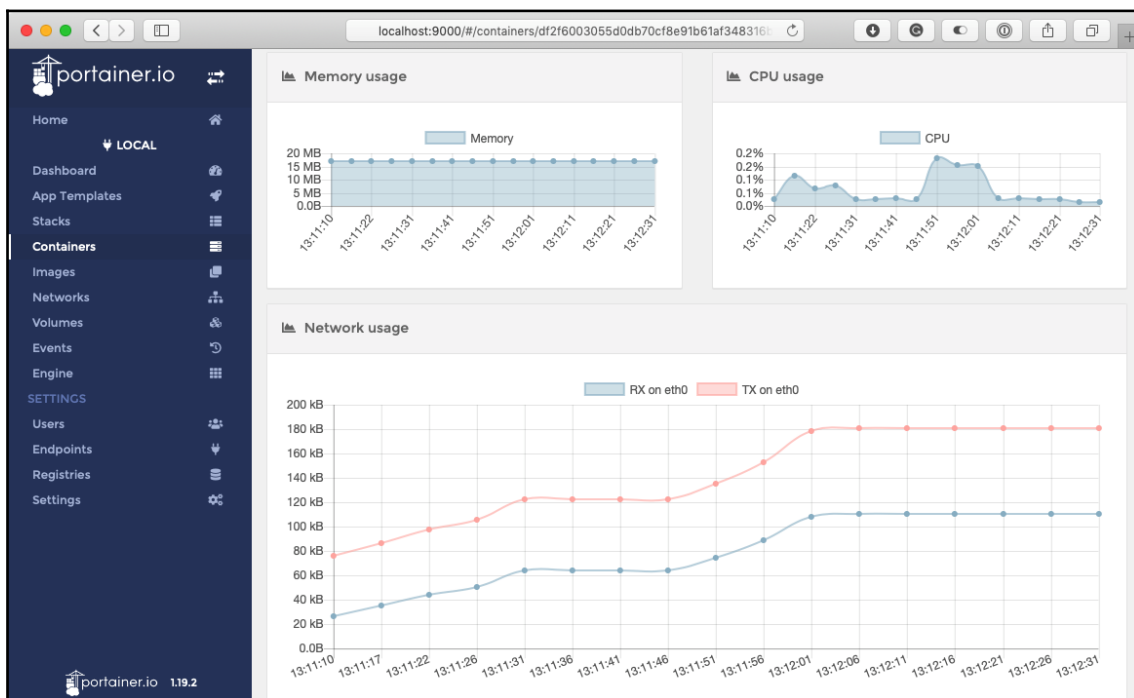 localhost:9000/#/containers/df2f6003055d0db70cf8e91b61af348316b
portainer.io
Home
LOCAL
Dashboard
App Templates
Stacks
Containers
Images
Networks
Volumes
Events
Engine
SETTINGS
Users
Endpoints
Registries
Settings
portainer.io 1.19.2
Memory usage
Memory
20 MB
15 MB
10 MB
5 MB
0.0B
13:11:10
13:11:22
13:11:31
13:11:41
13:11:51
13:12:01
13:12:11
13:12:21
13:12:31
CPU usage
CPU
0.2%
0.2%
0.1%
0.1%
0.0%
13:11:10
13:11:22
13:11:31
13:11:41
13:11:51
13:12:01
13:12:11
13:12:21
13:12:31
Network usage
RX on eth0 TX on eth0
200 kB
180 kB
160 kB
140 kB
120 kB
100 kB
80 kB
60 kB
40 kB
20 kB
0.0B
13:11:10
13:11:17
13:11:22
13:11:26
13:11:31
13:11:36
13:11:41
13:11:46
13:11:51
13:11:56
13:12:01
13:12:06
13:12:11
13:12:16
13:12:21
13:12:26
13:12:31